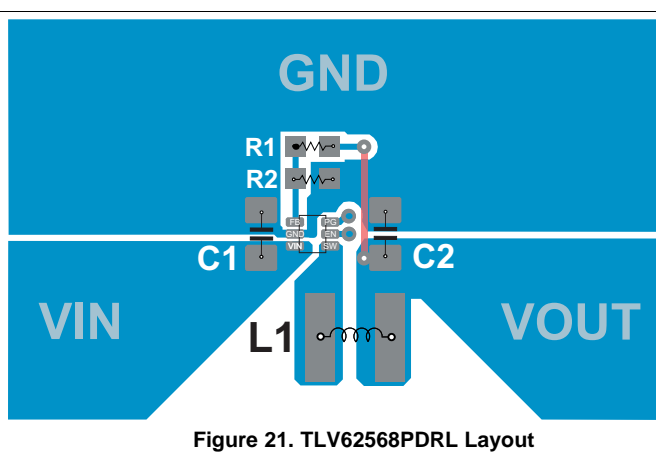 GND
R1
R2
FB PG
GND EN
VIN SW
C1 C2
VIN L1 VOUT
Figure 21. TLV62568PDRL Layout